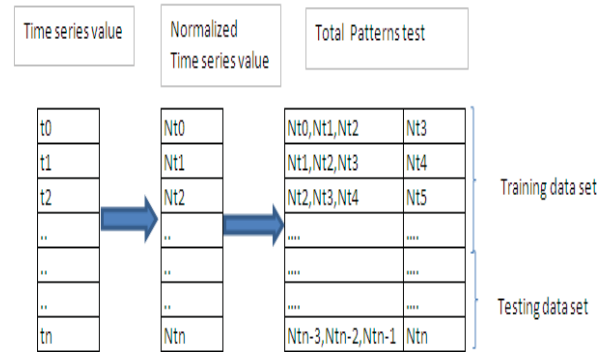 Time series value
Normalized
Time series value
Total Patterns test
t0
Nt0
Nt0,Nt1,Nt2
Nt3
t1
Nt1
Nt1,Nt2,Nt3
Nt4
t2
Nt2
Nt2,Nt3,Nt4
Nt5
..
..
....
....
..
..
....
....
..
..
....
....
tn
Ntn
Ntn-3,Ntn-2,Ntn-1
Ntn
Training data set
Testing data set